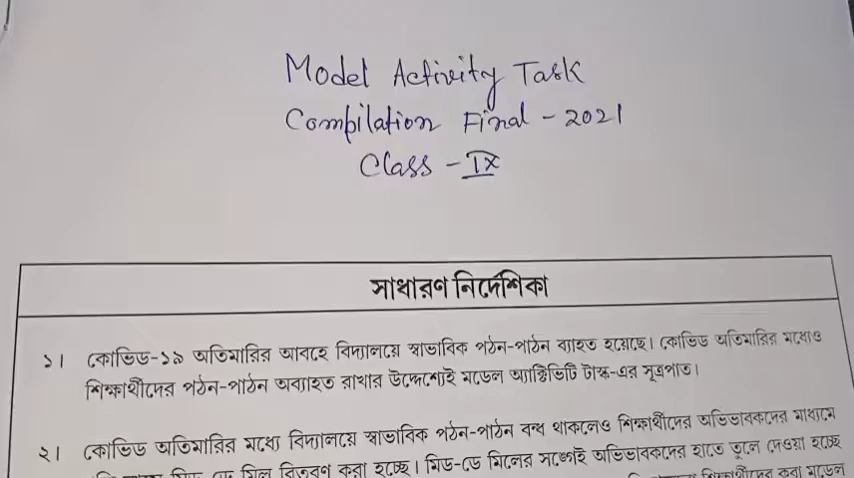 Model Activity Task
Compilation Final - 2021
Class - IX
সাধারণ নির্দেশিকা
১। কোভিড-১৯ অতিমারির আবহে বিদ্যালয়ে স্বাভাবিক পঠন-পাঠন ব্যাহত হয়েছে। কোভিড অতিমারির মধ্যেও
শিক্ষার্থীদের পঠন-পাঠন অব্যাহত রাখার উদ্দেশ্যেই মডেল অ্যাক্টিভিটি টাস্ক-এর সূত্রপাত।
২। কোভিড অতিমারির মধ্যে বিদ্যালয়ে স্বাভাবিক পঠন-পাঠন বন্ধ থাকলেও শিক্ষার্থীদের অভিভাবকদের মাধ্যমে
মিড-ডে মিল বিতরণ করা হচ্ছে। মিড-ডে মিলের সঙ্গেই অভিভাবকদের হাতে তুলে দেওয়া হচ্ছে
শিক্ষার্থীদের করা মডেল